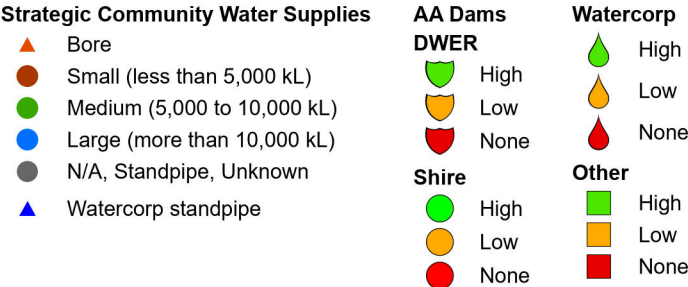 Strategic Community Water Supplies
Bore
Small (less than 5,000 kL)
Medium (5,000 to 10,000 kL)
Large (more than 10,000 kL)
N/A, Standpipe, Unknown
Watercorp standpipe
AA Dams
DWER
High
Low
None
Shire
High
Low
None
Watercorp
High
Low
None
Other
High
Low
None